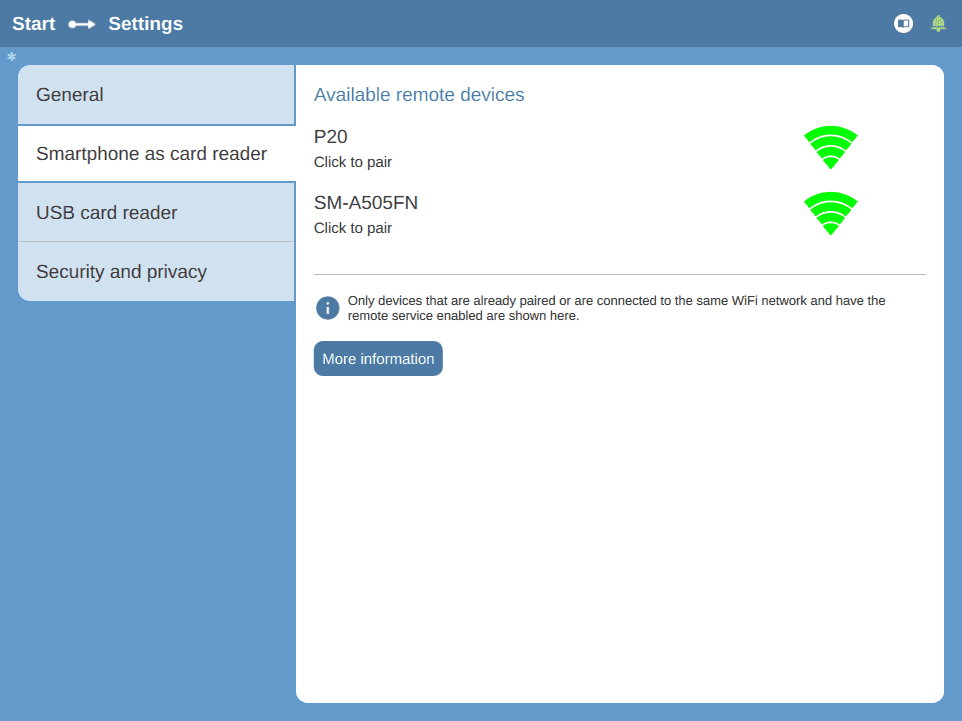 Start Settings
General
Smartphone as card reader
USB card reader
Security and privacy
Available remote devices
P20
Click to pair
SM-A505FN
Click to pair
Only devices that are already paired or are connected to the same WiFi network and have the
remote service enabled are shown here.
More information